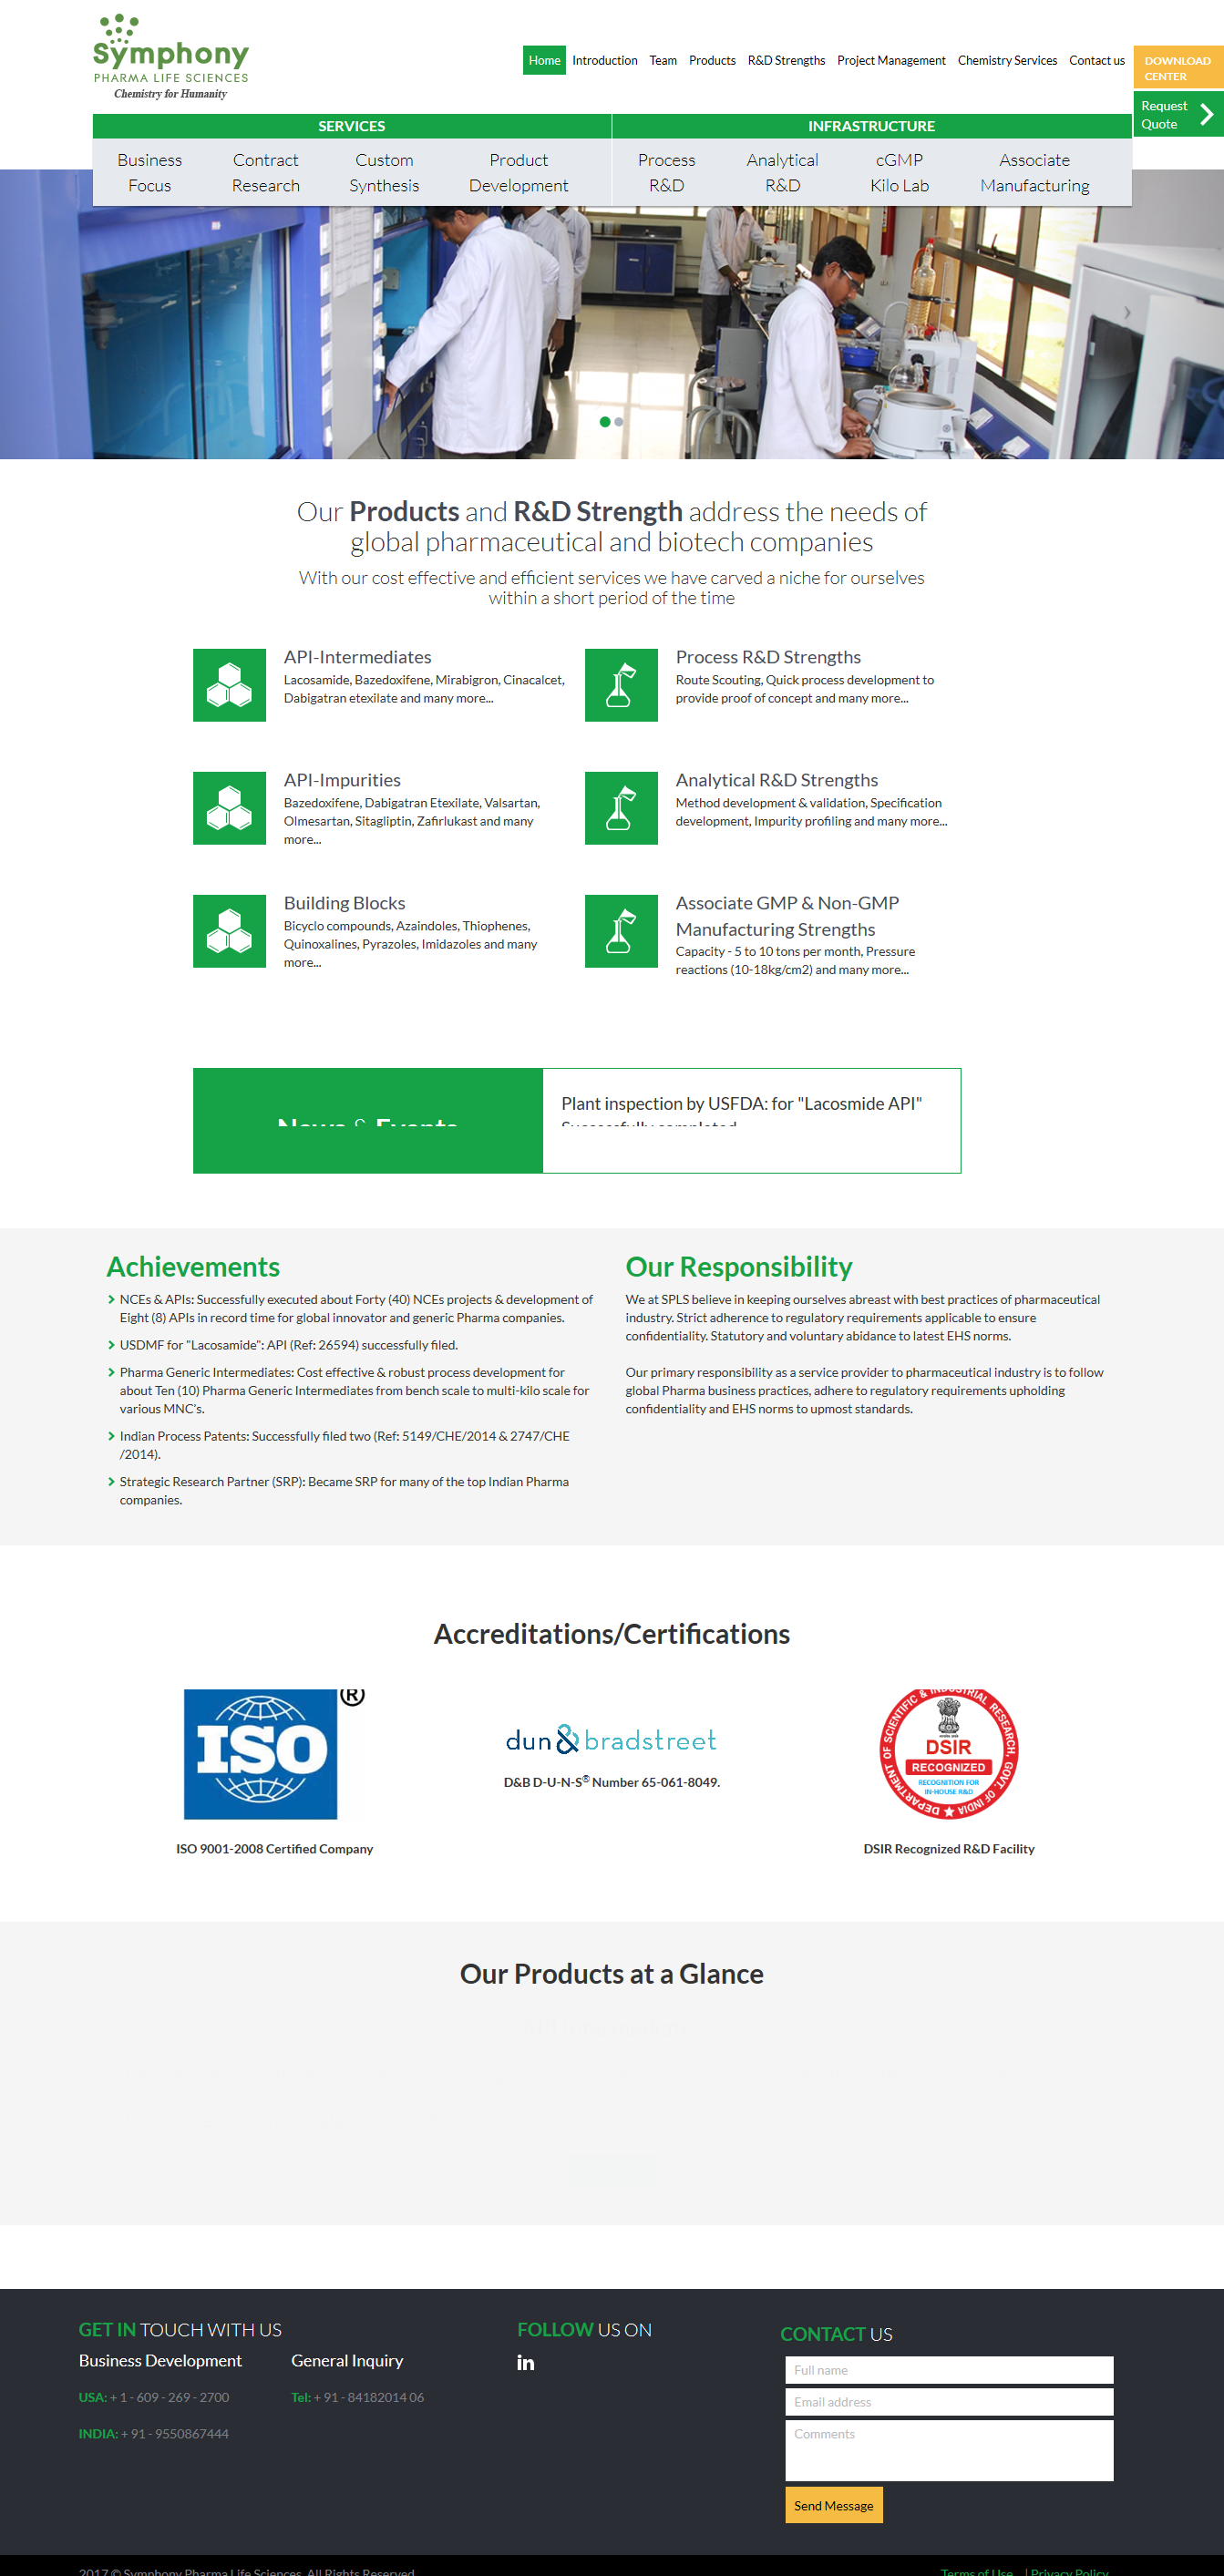 Symphony
PHARMA LIFE SCIENCES
Chemistry for Humanity
Home Introduction Team Products R&D Strengths Project Management Chemistry Services Contact us
DOWNLOAD
CENTER
Request
Quote
SERVICES
Business
Focus
Contract
Research
Custom
Synthesis
Product
Development
INFRASTRUCTURE
Process
R&D
Analytical
R&D
cGMP
Kilo Lab
Associate
Manufacturing
Our Products and R&D Strength address the needs of
global pharmaceutical and biotech companies
With our cost effective and efficient services we have carved a niche for ourselves
within a short period of the time
API-Intermediates
Lacosamide, Bazedoxifene, Mirabigron, Cinacalcet,
Dabigatran etexilate and many more...
Process R&D Strengths
Route Scouting, Quick process development to
provide proof of concept and many more...
API-Impurities
Bazedoxifene, Dabigatran Etexilate, Valsartan,
Olmesartan, Sitagliptin, Zafirlukast and many
more...
Analytical R&D Strengths
Method development & validation, Specification
development, Impurity profiling and many more...
Building Blocks
Bicyclo compounds, Azaindoles, Thiophenes,
Quinoxalines, Pyrazoles, Imidazoles and many
more...
Associate GMP & Non-GMP
Manufacturing Strengths
Capacity - 5 to 10 tons per month, Pressure
reactions (10-18kg/cm2) and many more...
News & Events
Plant inspection by USFDA: for "Lacosmide API"
Successfully completed
Achievements
NCEs & APIs: Successfully executed about Forty (40) NCEs projects & development of
Eight (8) APIs in record time for global innovator and generic Pharma companies.
USDMF for "Lacosamide": API (Ref: 26594) successfully filed.
Pharma Generic Intermediates: Cost effective & robust process development for
about Ten (10) Pharma Generic Intermediates from bench scale to multi-kilo scale for
various MNC's.
Indian Process Patents: Successfully filed two (Ref: 5149/CHE/2014 & 2747/CHE
/2014).
Strategic Research Partner (SRP): Became SRP for many of the top Indian Pharma
companies.
Our Responsibility
We at SPLS believe in keeping ourselves abreast with best practices of pharmaceutical
industry. Strict adherence to regulatory requirements applicable to ensure
confidentiality. Statutory and voluntary abidance to latest EHS norms.
Our primary responsibility as a service provider to pharmaceutical industry is to follow
global Pharma business practices, adhere to regulatory requirements upholding
confidentiality and EHS norms to upmost standards.
Accreditations/Certifications
ISO ®
ISO 9001-2008 Certified Company
dun & bradstreet
D&B D-U-N-S® Number 65-061-8049.
DEPARTMENT OF SCIENTIFIC & INDUSTRIAL RESEARCH, GOVT. OF INDIA
DSIR
RECOGNIZED
RECOGNITION FOR
IN-HOUSE R&D
DSIR Recognized R&D Facility
Our Products at a Glance
GET IN TOUCH WITH US
Business Development
USA: + 1 - 609 - 269 - 2700
INDIA: + 91 - 9550867444
General Inquiry
Tel: + 91 - 84182014 06
FOLLOW US ON
in
CONTACT US
Full name
Email address
Comments
Send Message
2017 © Symphony Pharma Life Sciences. All Rights Reserved
Terms of Use | Privacy Policy